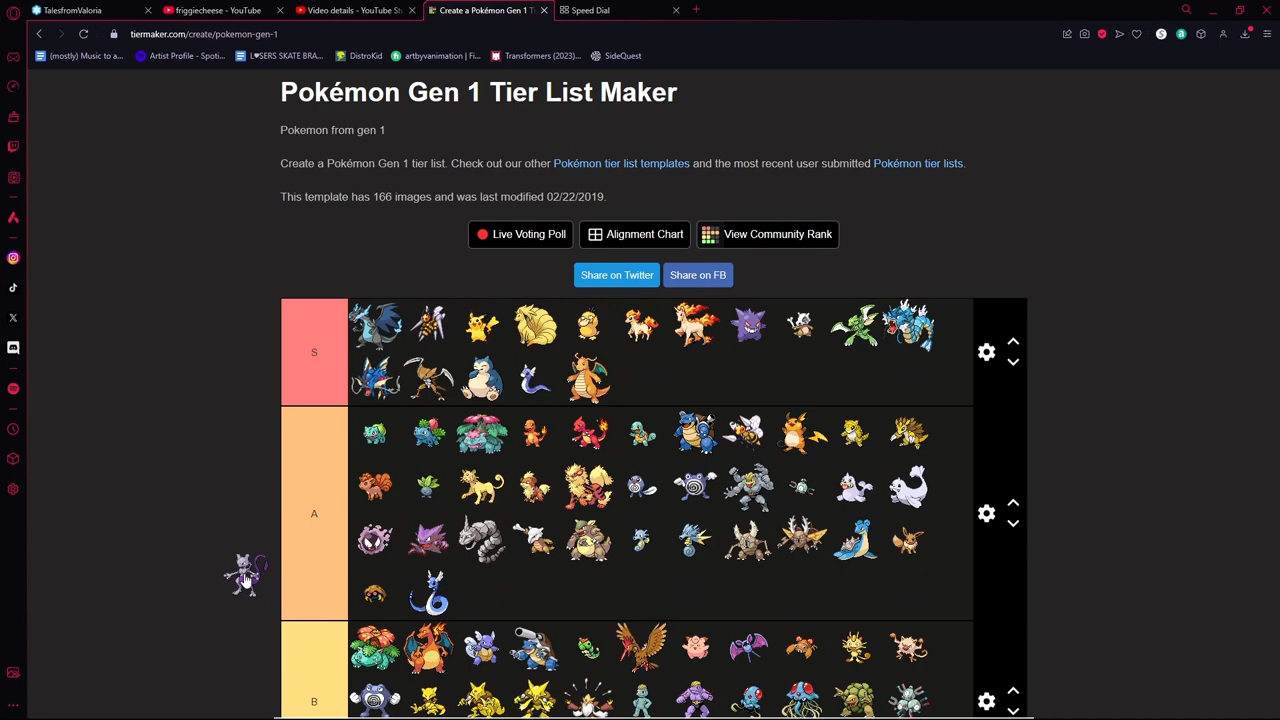 TalesfromValoria
friggiecheese - YouTube
Video details - YouTube St
Create a Pokémon Gen 1 Ti
Speed Dial
tiermaker.com/create/pokemon-gen-1
(mostly) Music to a...
Artist Profile - Spoti...
L♥SERS SKATE BRA...
DistroKid
artbyvanimation | Fi...
Transformers (2023)...
SideQuest
Pokémon Gen 1 Tier List Maker
Pokemon from gen 1
Create a Pokémon Gen 1 tier list. Check out our other Pokémon tier list templates and the most recent user submitted Pokémon tier lists.
This template has 166 images and was last modified 02/22/2019.
Live Voting Poll
Alignment Chart
View Community Rank
Share on Twitter
Share on FB
S
A
B